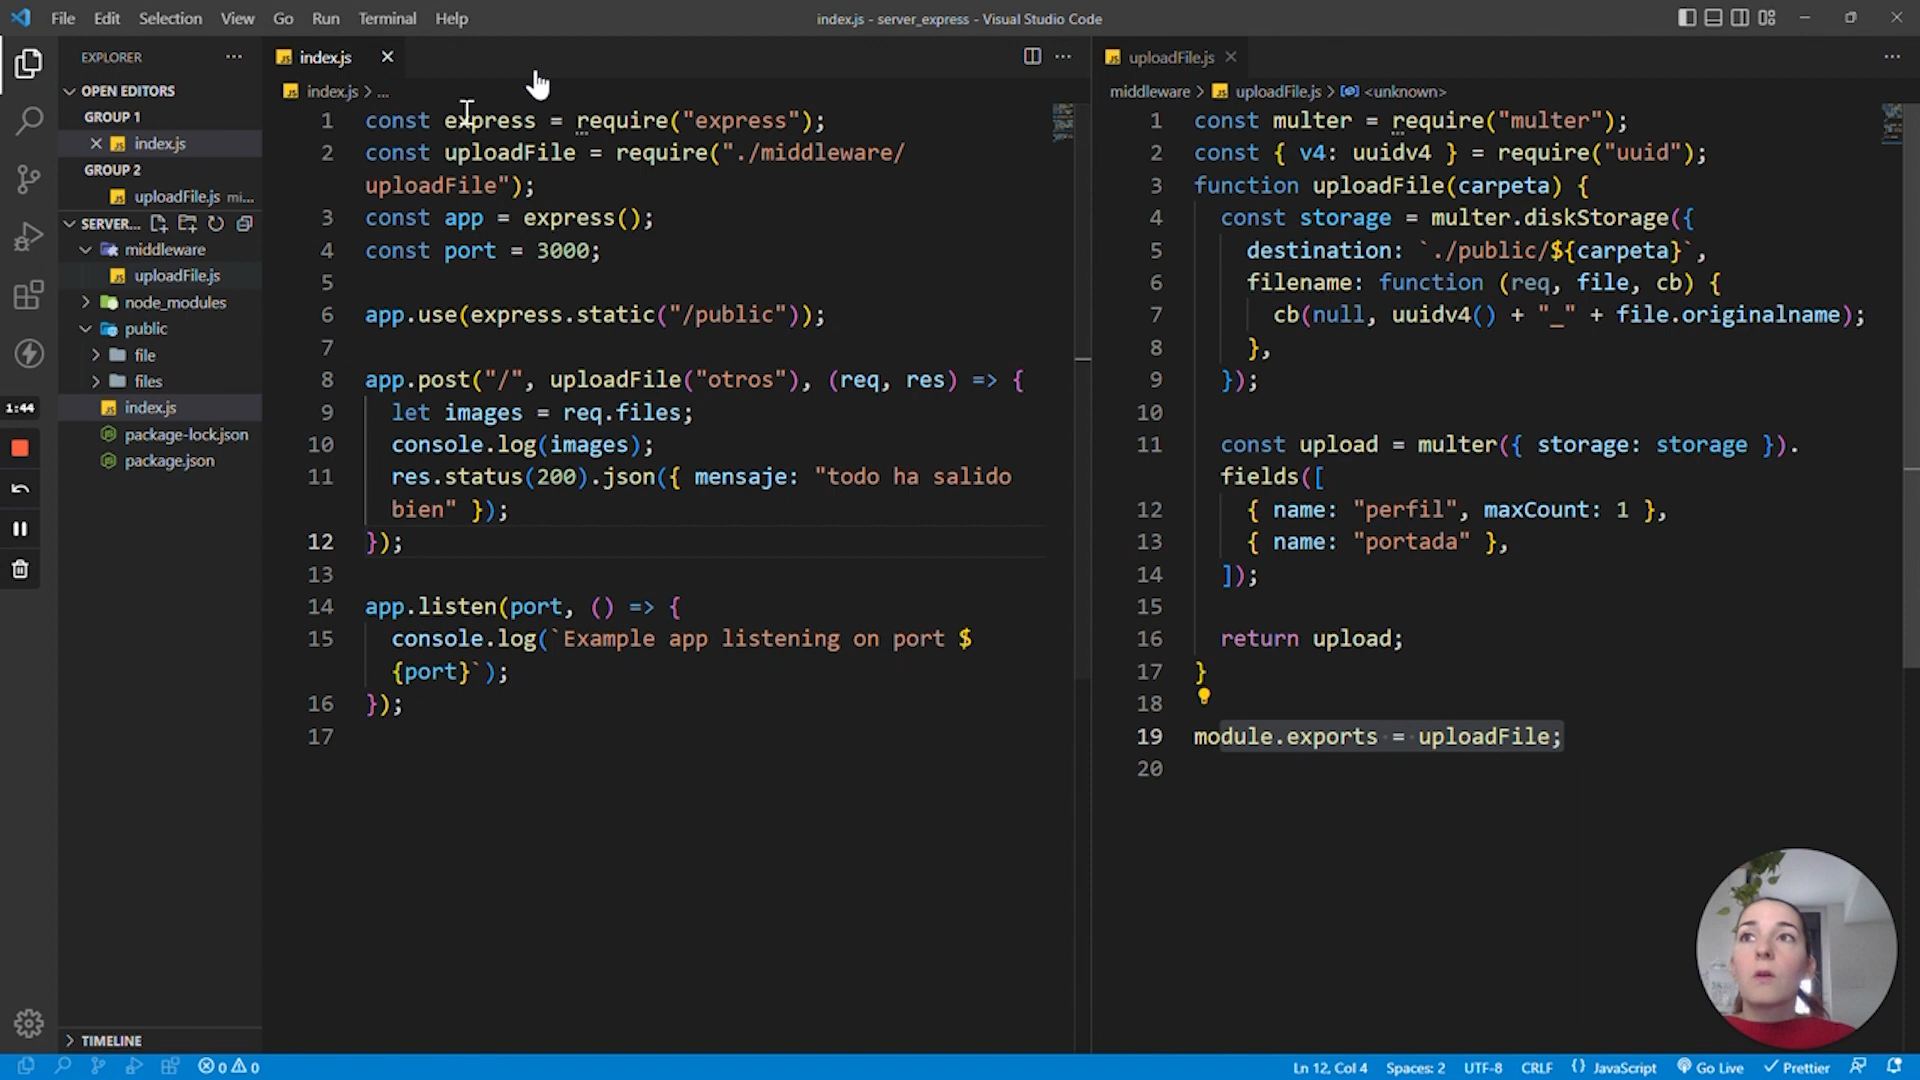 File Edit Selection View Go Run Terminal Help
index.js - server_express - Visual Studio Code
EXPLORER
OPEN EDITORS
GROUP 1
index.js
GROUP 2
uploadFile.js mi...
SERVER...
middleware
uploadFile.js
node_modules
public
file
files
index.js
package-lock.json
package.json
TIMELINE
1:44
index.js
index.js > ...
1 const express = require("express");
2 const uploadFile = require("./middleware/
uploadFile");
3 const app = express();
4 const port = 3000;
5
6 app.use(express.static("/public"));
7
8 app.post("/", uploadFile("otros"), (req, res) => {
9 let images = req.files;
10 console.log(images);
11 res.status(200).json({ mensaje: "todo ha salido
bien" });
12 });
13
14 app.listen(port, () => {
15 console.log(`Example app listening on port $
{port}`);
16 });
17
uploadFile.js
middleware > uploadFile.js > <unknown>
1 const multer = require("multer");
2 const { v4: uuidv4 } = require("uuid");
3 function uploadFile(carpeta) {
4 const storage = multer.diskStorage({
5 destination: `./public/${carpeta}`,
6 filename: function (req, file, cb) {
7 cb(null, uuidv4() + "_" + file.originalname);
8 },
9 });
10
11 const upload = multer({ storage: storage }).
fields([
12 { name: "perfil", maxCount: 1 },
13 { name: "portada" },
14 ]);
15
16 return upload;
17 }
18
19 module.exports = uploadFile;
20
0 0
Ln 12, Col 4 Spaces: 2 UTF-8 CRLF {} JavaScript Go Live Prettier